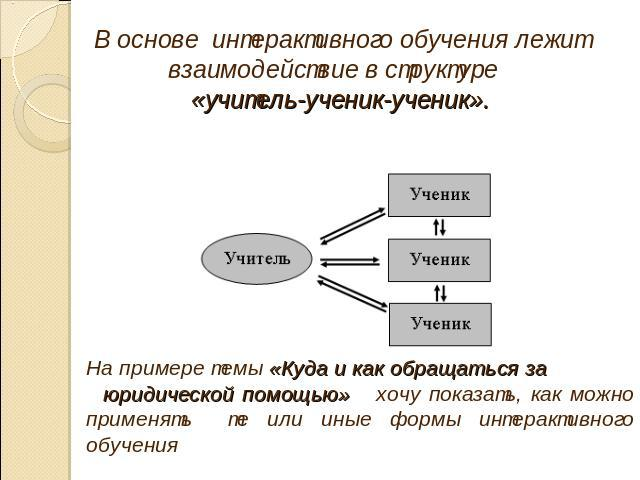 В основе интерактивного обучения лежит
взаимодействие в структуре
«учитель-ученик-ученик».
Ученик
Учитель
Ученик
Ученик
На примере темы «Куда и как обращаться за
юридической помощью» хочу показать, как можно
применять те или иные формы интерактивного
обучения